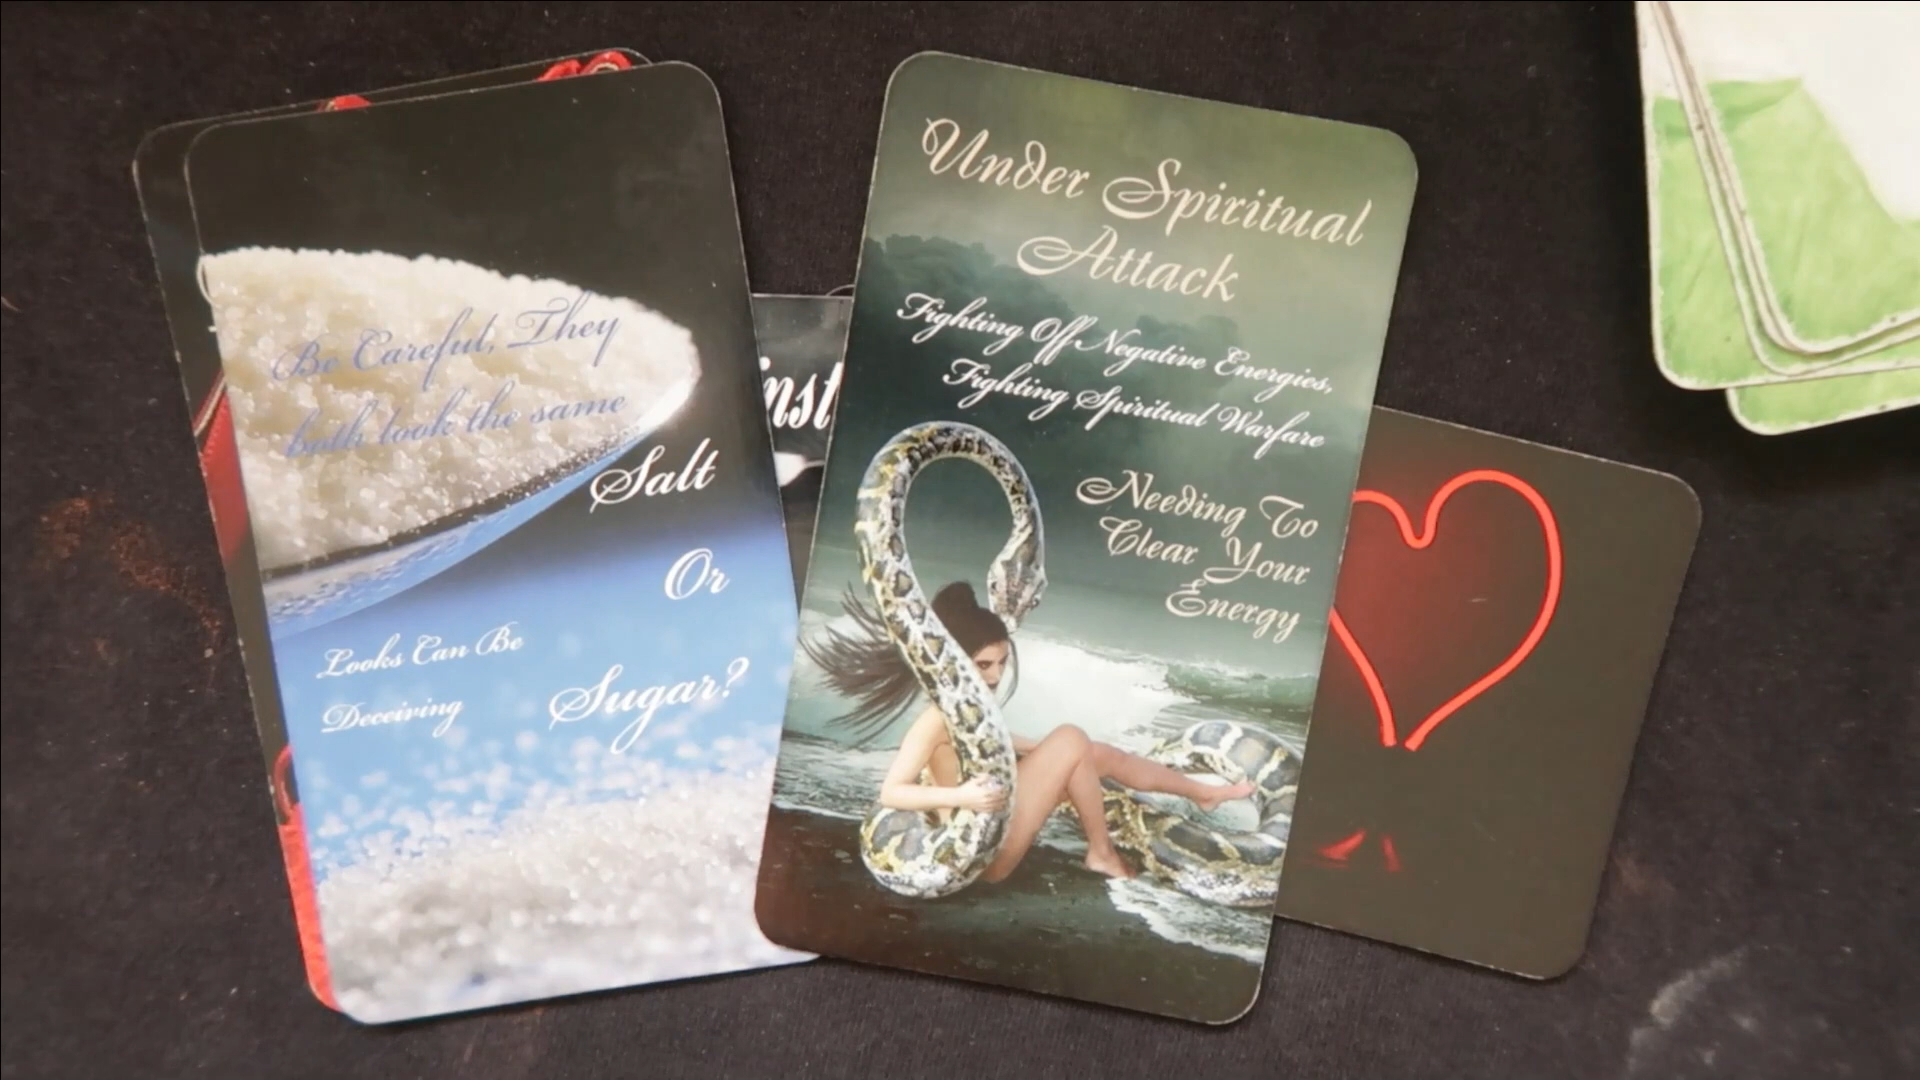 Be Careful, They
both look the same
Salt
Or
Sugar?
Looks Can Be
Deceiving
inst
Under Spiritual
Attack
Fighting Off Negative Energies,
Fighting Spiritual Warfare
Needing To
Clear Your
Energy